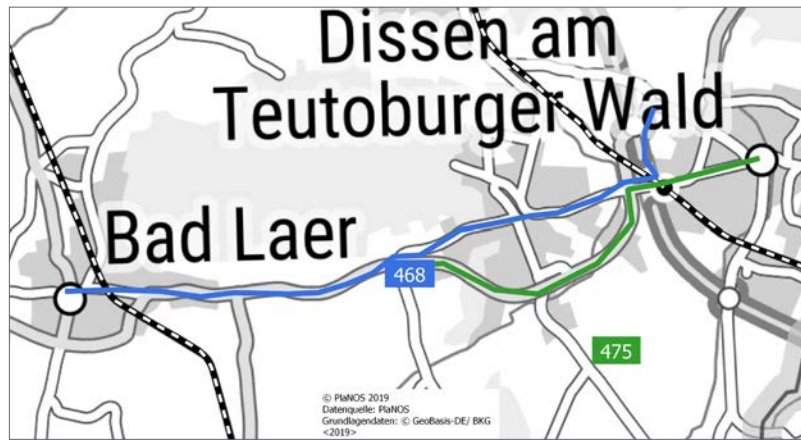 Dissen am
Teutoburger Wald
Bad Laer
468
475
© PlaNOS 2019
Datenquelle: PlaNOS
Grundlagendaten: © GeoBasis-DE/ BKG
<2019>